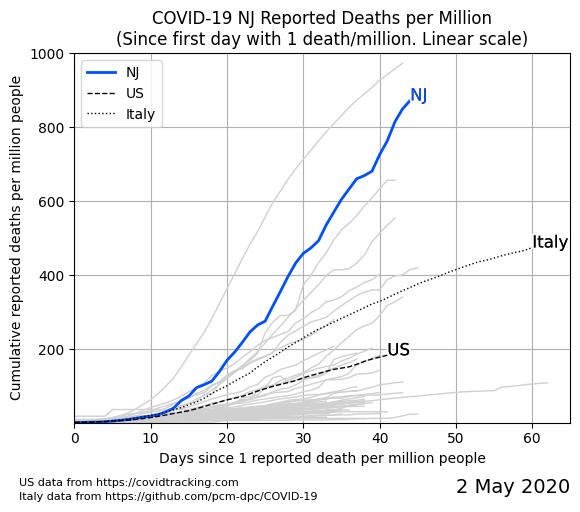 COVID-19 NJ Reported Deaths per Million
(Since first day with 1 death/million. Linear scale)
Cumulative reported deaths per million people
1000
800
600
400
200
NJ
US
Italy
NJ
Italy
US
0
10
20
30
40
50
60
Days since 1 reported death per million people
US data from https://covidtracking.com
Italy data from https://github.com/pcm-dpc/COVID-19
2 May 2020